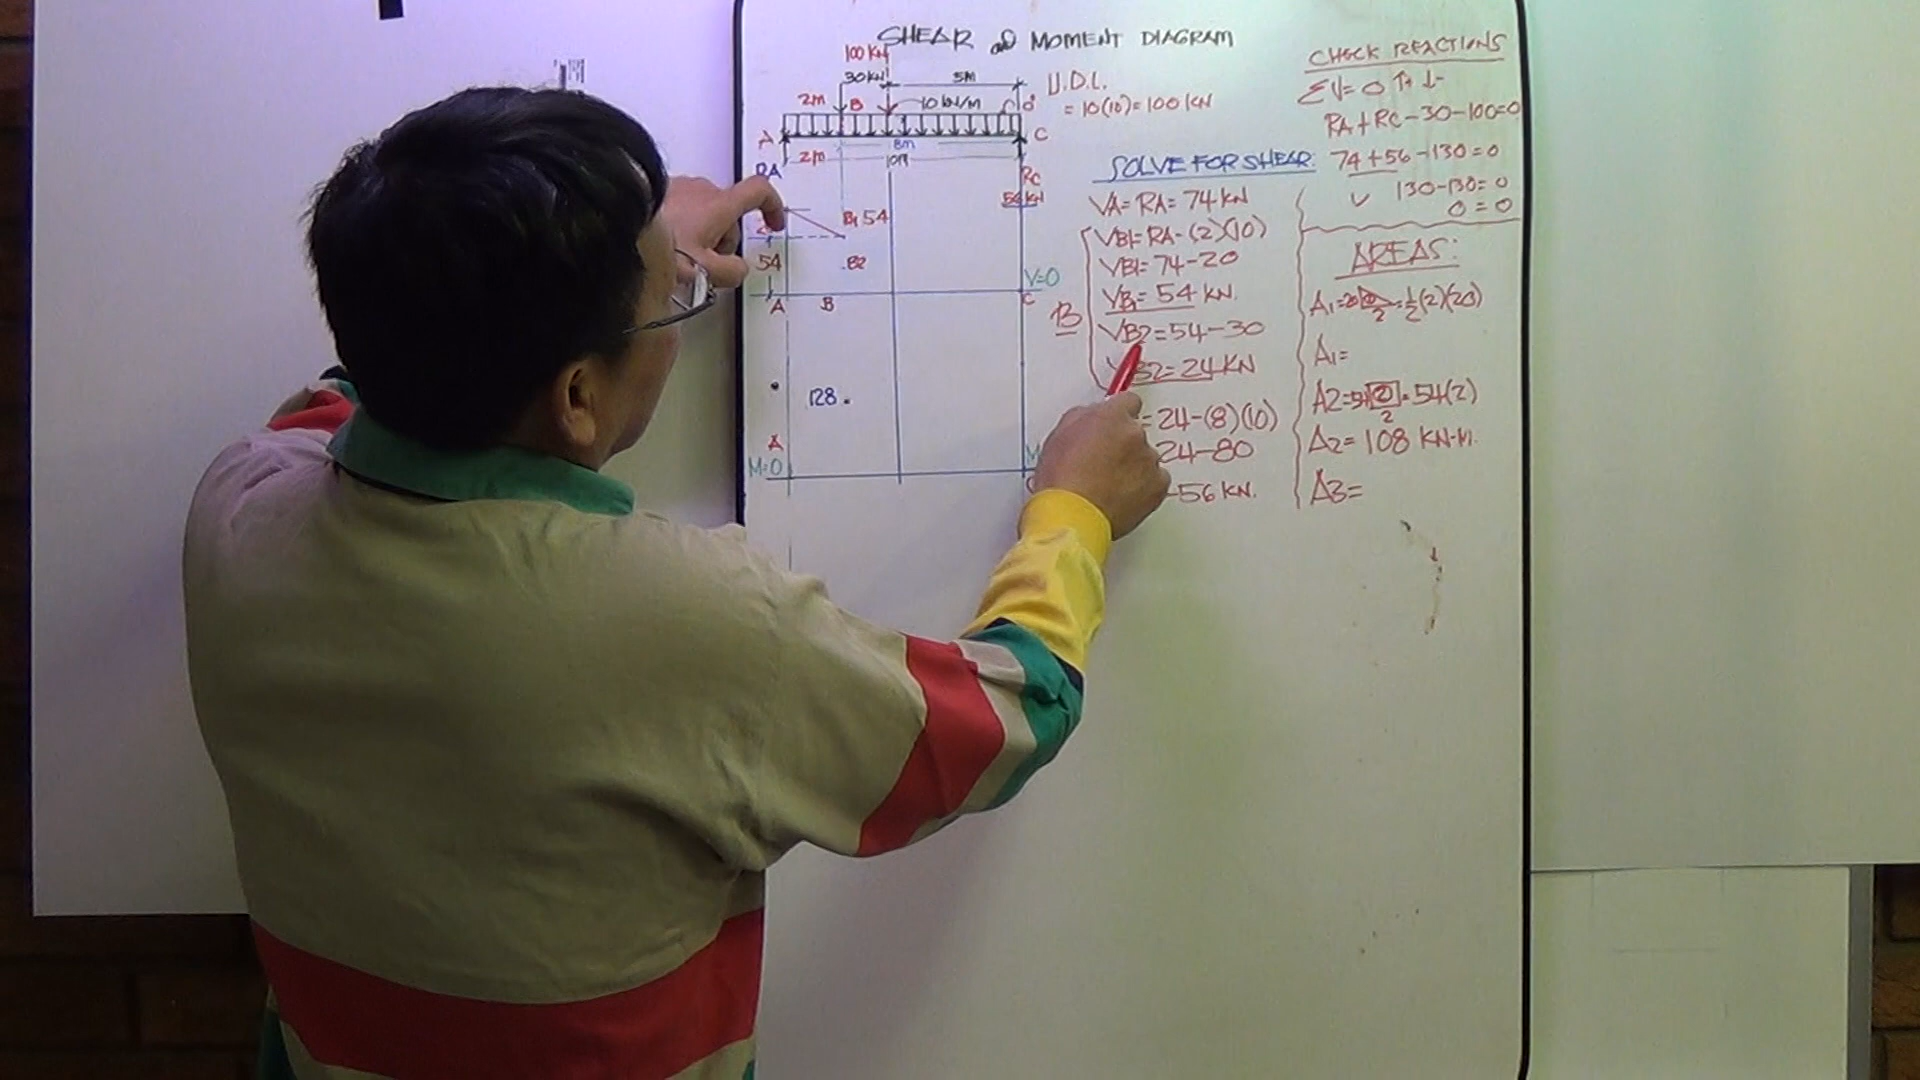 SHEAR and MOMENT DIAGRAM
100 KN
30 KN
5M
2M
B
10 kN/M
A
C
8m
2M
10M
RA
RC
56 KN
U.D.L.
= 10(10) = 100 KN
B1 54
54
.B2
V=0
A
B
C
128.
A
M=0
SOLVE FOR SHEAR:
VA = RA = 74 KN
VB1 = RA - (2)(10)
VB1 = 74-20
VB1 = 54 KN.
B
VB2 = 54-30
B2 = 24 KN
= 24-(8)(10)
24-80
-56 KN.
CHECK REACTIONS
ΣV=0 ↑+ ↓-
RA+RC-30-100=0
74+56-130=0
130-130=0
0=0
AREAS:
A1= = ½(2)(20)
A1=
= 54(2)
A2= 108 KN-M.
A3=